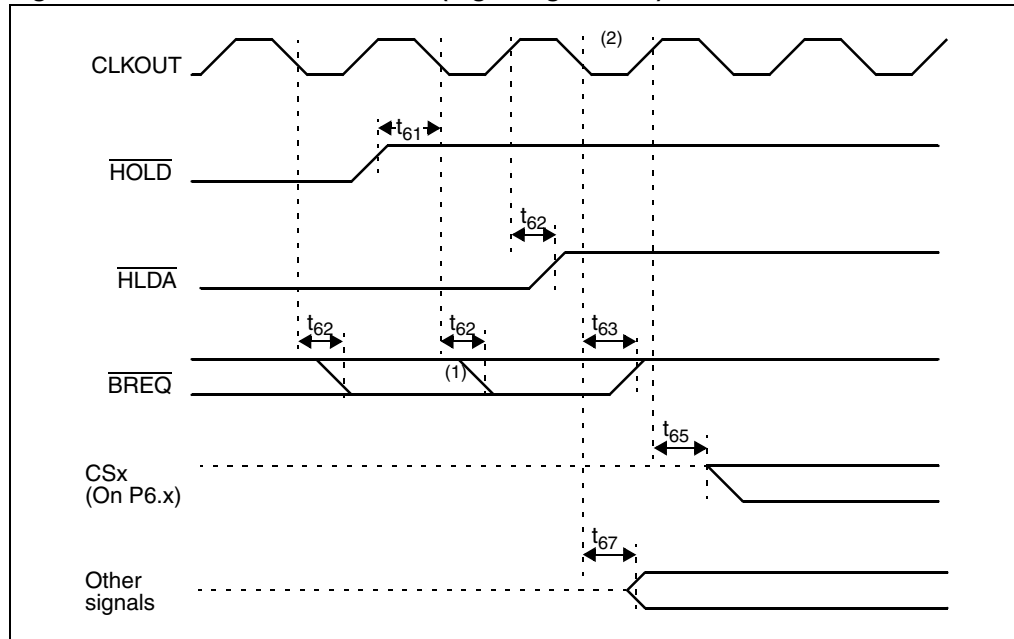 (2)
CLKOUT
t61
HOLD
t62
HLDA
t62
t62
t63
(1)
BREQ
t65
CSx
(On P6.x)
t67
Other
signals